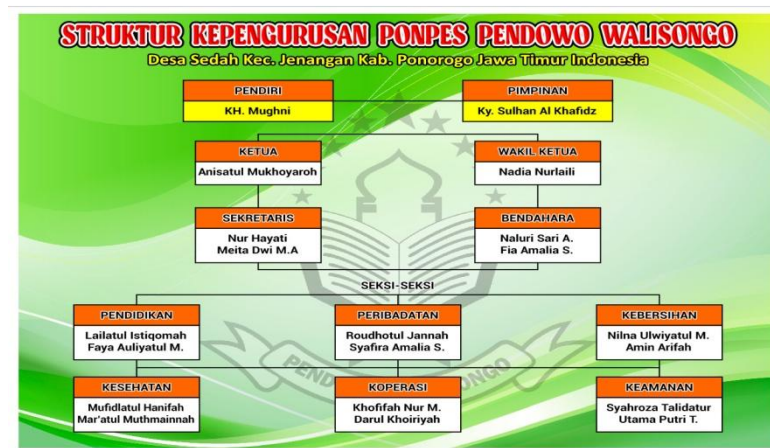 STRUKTUR KEPENGURUSAN PONPES PENDOWO WALISONGO
Desa Sedah Kec. Jenangan Kab. Ponorogo Jawa Timur Indonesia
PENDIRI
KH. Mughni
PIMPINAN
Ky. Sulhan Al Khafidz
KETUA
Anisatul Mukhoyaroh
WAKIL KETUA
Nadia Nurlaili
SEKRETARIS
Nur Hayati
Meita Dwi M.A
BENDAHARA
Naluri Sari A.
Fia Amalia S.
SEKSI-SEKSI
PENDIDIKAN
Lailatul Istiqomah
Faya Auliyatul M.
PERIBADATAN
Roudhotul Jannah
Syafira Amalia S.
KEBERSIHAN
Nilna Ulwiyatul M.
Amin Arifah
KESEHATAN
Mufidlatul Hanifah
Mar'atul Muthmainnah
KOPERASI
Khofifah Nur M.
Darul Khoiriyah
KEAMANAN
Syahroza Talidatur
Utama Putri T.